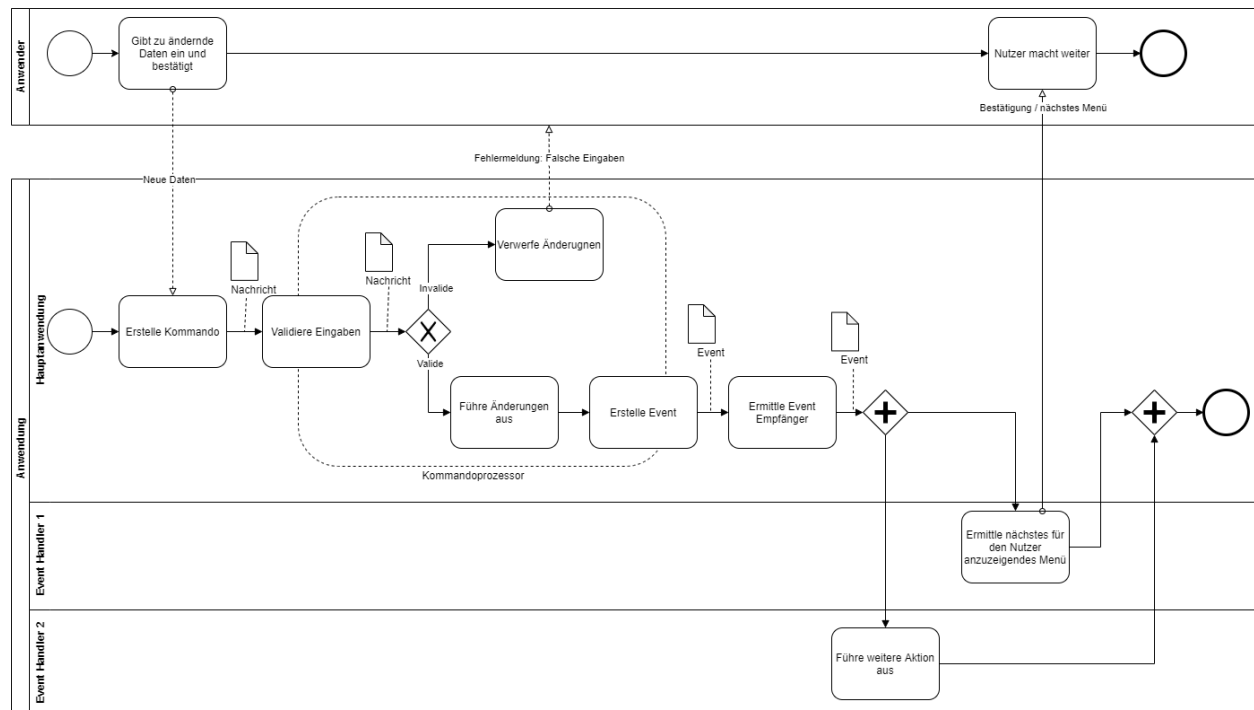 Anwender
Gibt zu ändernde
Daten ein und
bestätigt
Nutzer macht weiter
Bestätigung / nächstes Menü
Fehlermeldung: Falsche Eingaben
Neue Daten
Anwendung
Hauptanwendung
Verwerfe Änderugnen
Nachricht
Nachricht
Invalide
Erstelle Kommando
Validiere Eingaben
Valide
Event
Event
Führe Änderungen
aus
Erstelle Event
Ermittle Event
Empfänger
Kommandoprozessor
Event Handler 1
Ermittle nächstes für
den Nutzer
anzuzeigendes Menü
Event Handler 2
Führe weitere Aktion
aus